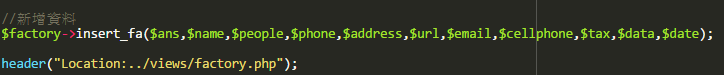 //新增資料
$factory->insert_fa($ans,$name,$people,$phone,$address,$url,$email,$cellphone,$tax,$data,$date);
header("Location:../views/factory.php");